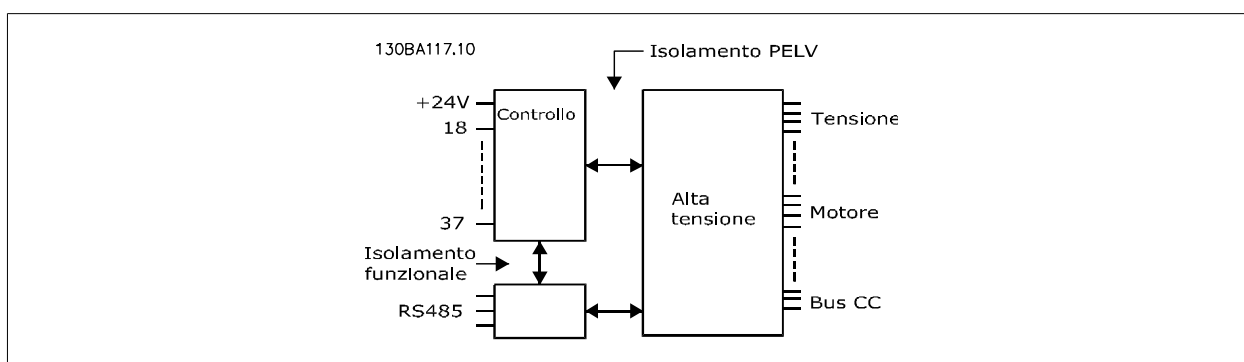 130BA117.10
Isolamento PELV
+24V
Controllo
18
Tensione
Alta
tensione
37
Motore
Isolamento
funzionale
RS485
Bus CC